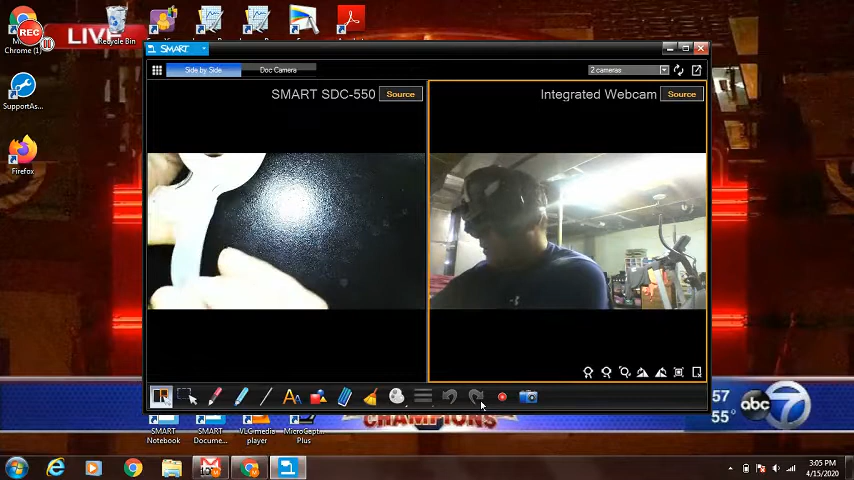 REC
LIVE
Chrome (1)
Recycle Bin
SMART
SupportAs...
Firefox
Side by Side
Doc Camera
2 cameras
SMART SDC-550
Source
Integrated Webcam
Source
57
55°
abc
7
CHAMPIONS
SMART
Notebook
SMART
Docume...
VLC media
player
MicroCapt...
Plus
3:05 PM
4/15/2020